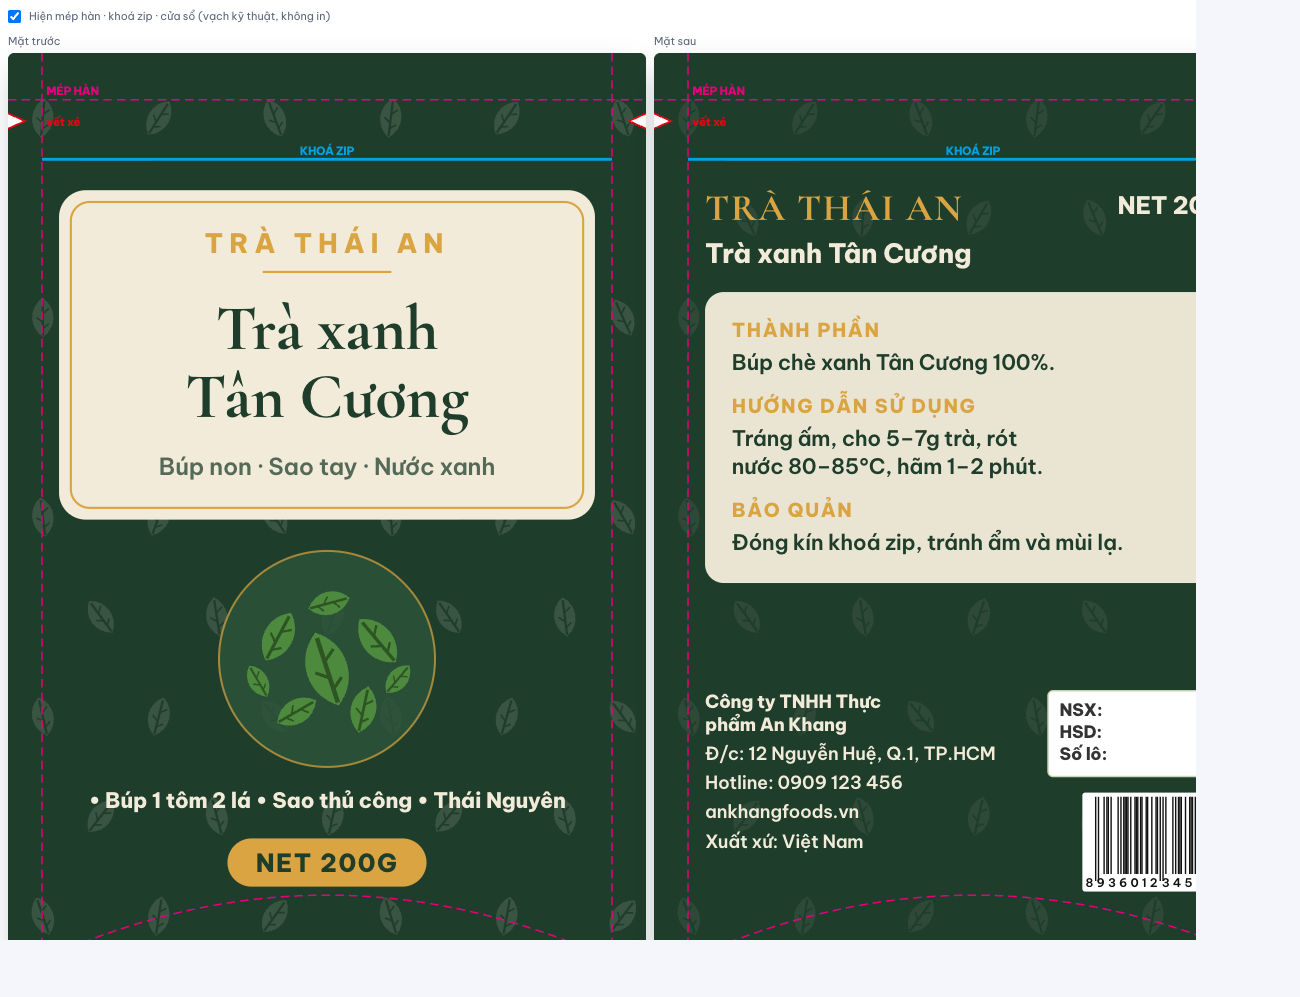 Hiện mép hàn · khoá zip · cửa sổ (vạch kỹ thuật, không in)
Mặt trước
MÉP HÀN
vết xé
KHOÁ ZIP
TRÀ THÁI AN
Trà xanh
Tân Cương
Búp non · Sao tay · Nước xanh
• Búp 1 tôm 2 lá • Sao thủ công • Thái Nguyên
NET 200G
Mặt sau
MÉP HÀN
vết xé
KHOÁ ZIP
TRÀ THÁI AN
NET 20
Trà xanh Tân Cương
THÀNH PHẦN
Búp chè xanh Tân Cương 100%.
HƯỚNG DẪN SỬ DỤNG
Tráng ấm, cho 5–7g trà, rót
nước 80–85°C, hãm 1–2 phút.
BẢO QUẢN
Đóng kín khoá zip, tránh ẩm và mùi lạ.
Công ty TNHH Thực
phẩm An Khang
Đ/c: 12 Nguyễn Huệ, Q.1, TP.HCM
Hotline: 0909 123 456
ankhangfoods.vn
Xuất xứ: Việt Nam
NSX:
HSD:
Số lô:
8936012345